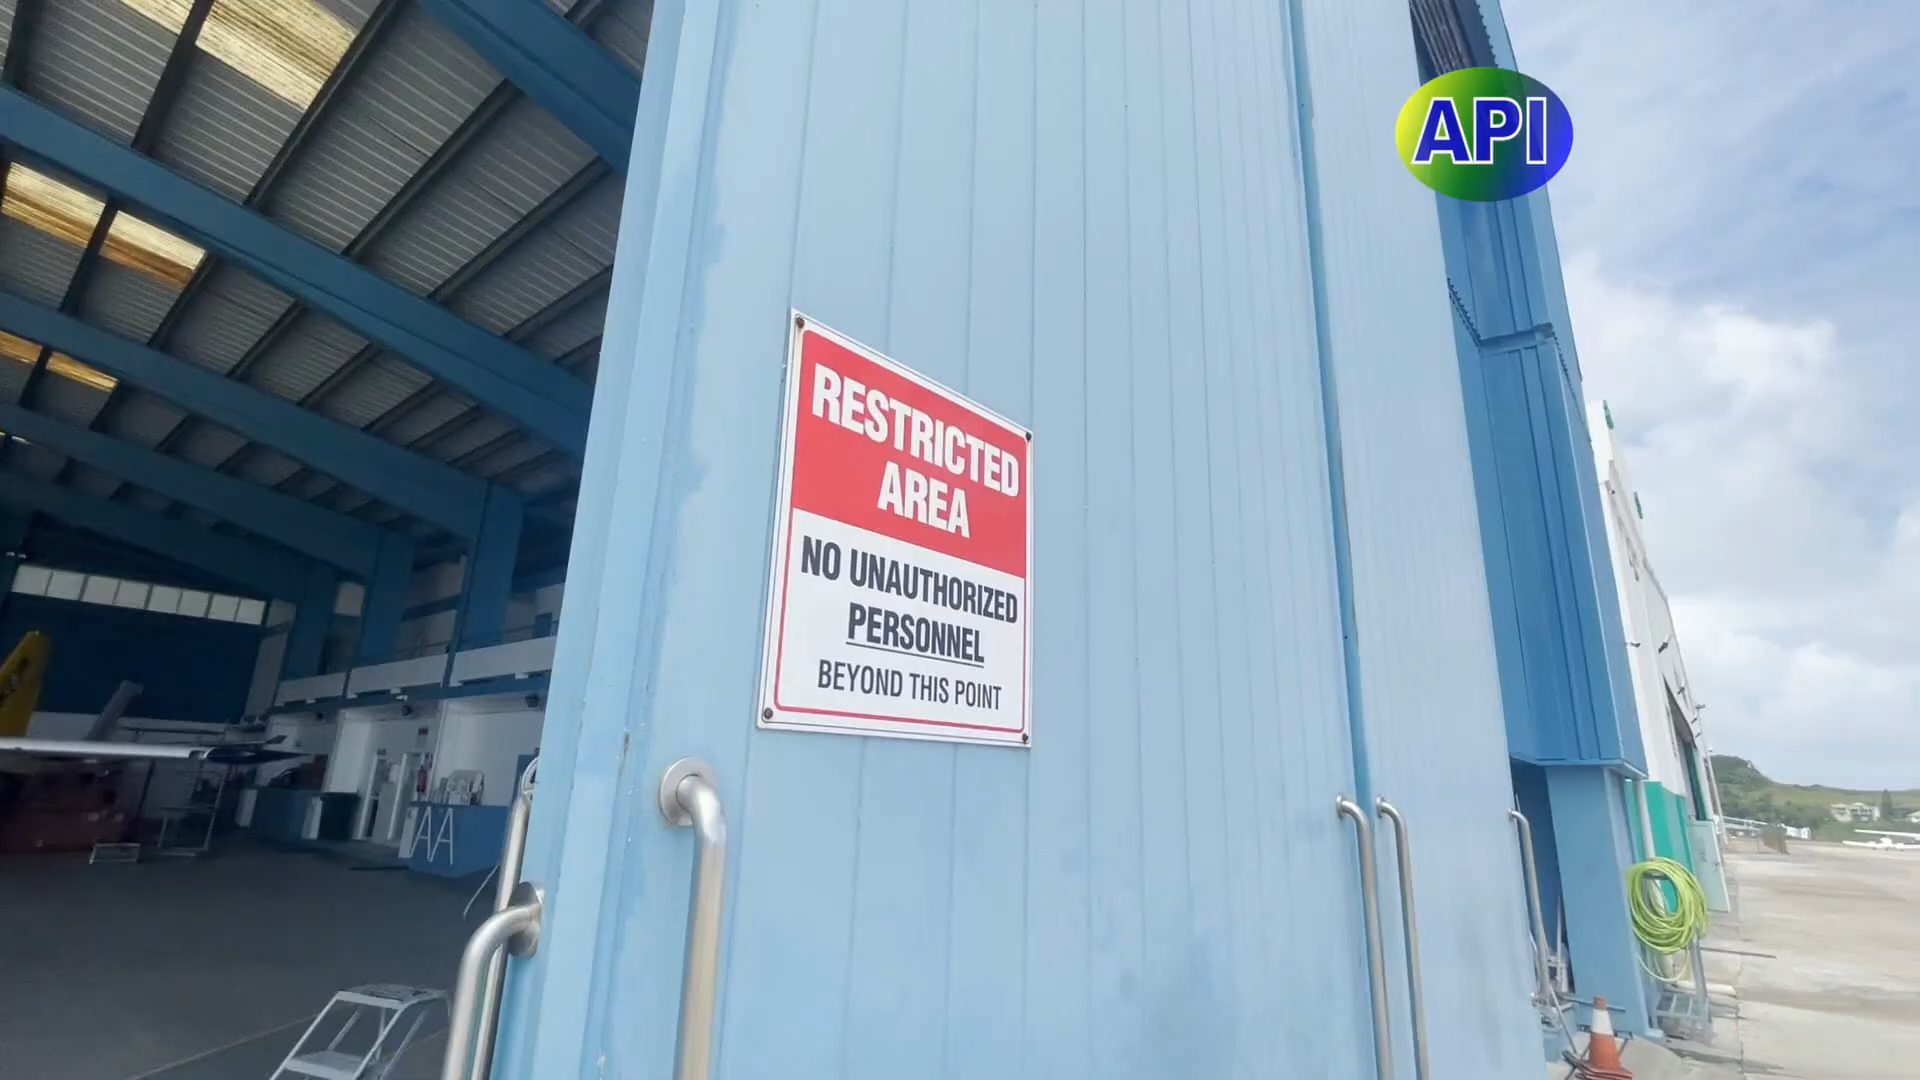 API
RESTRICTED
AREA
NO UNAUTHORIZED
PERSONNEL
BEYOND THIS POINT